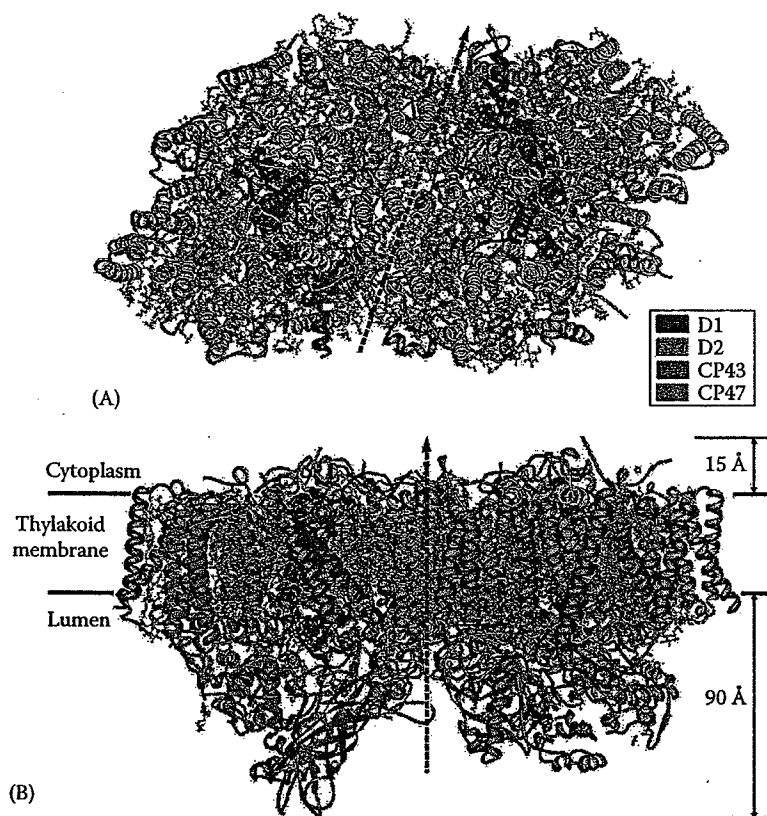 D1
D2
CP43
CP47
(A)
Cytoplasm
15 Å
Thylakoid
membrane
Lumen
90 Å
(B)